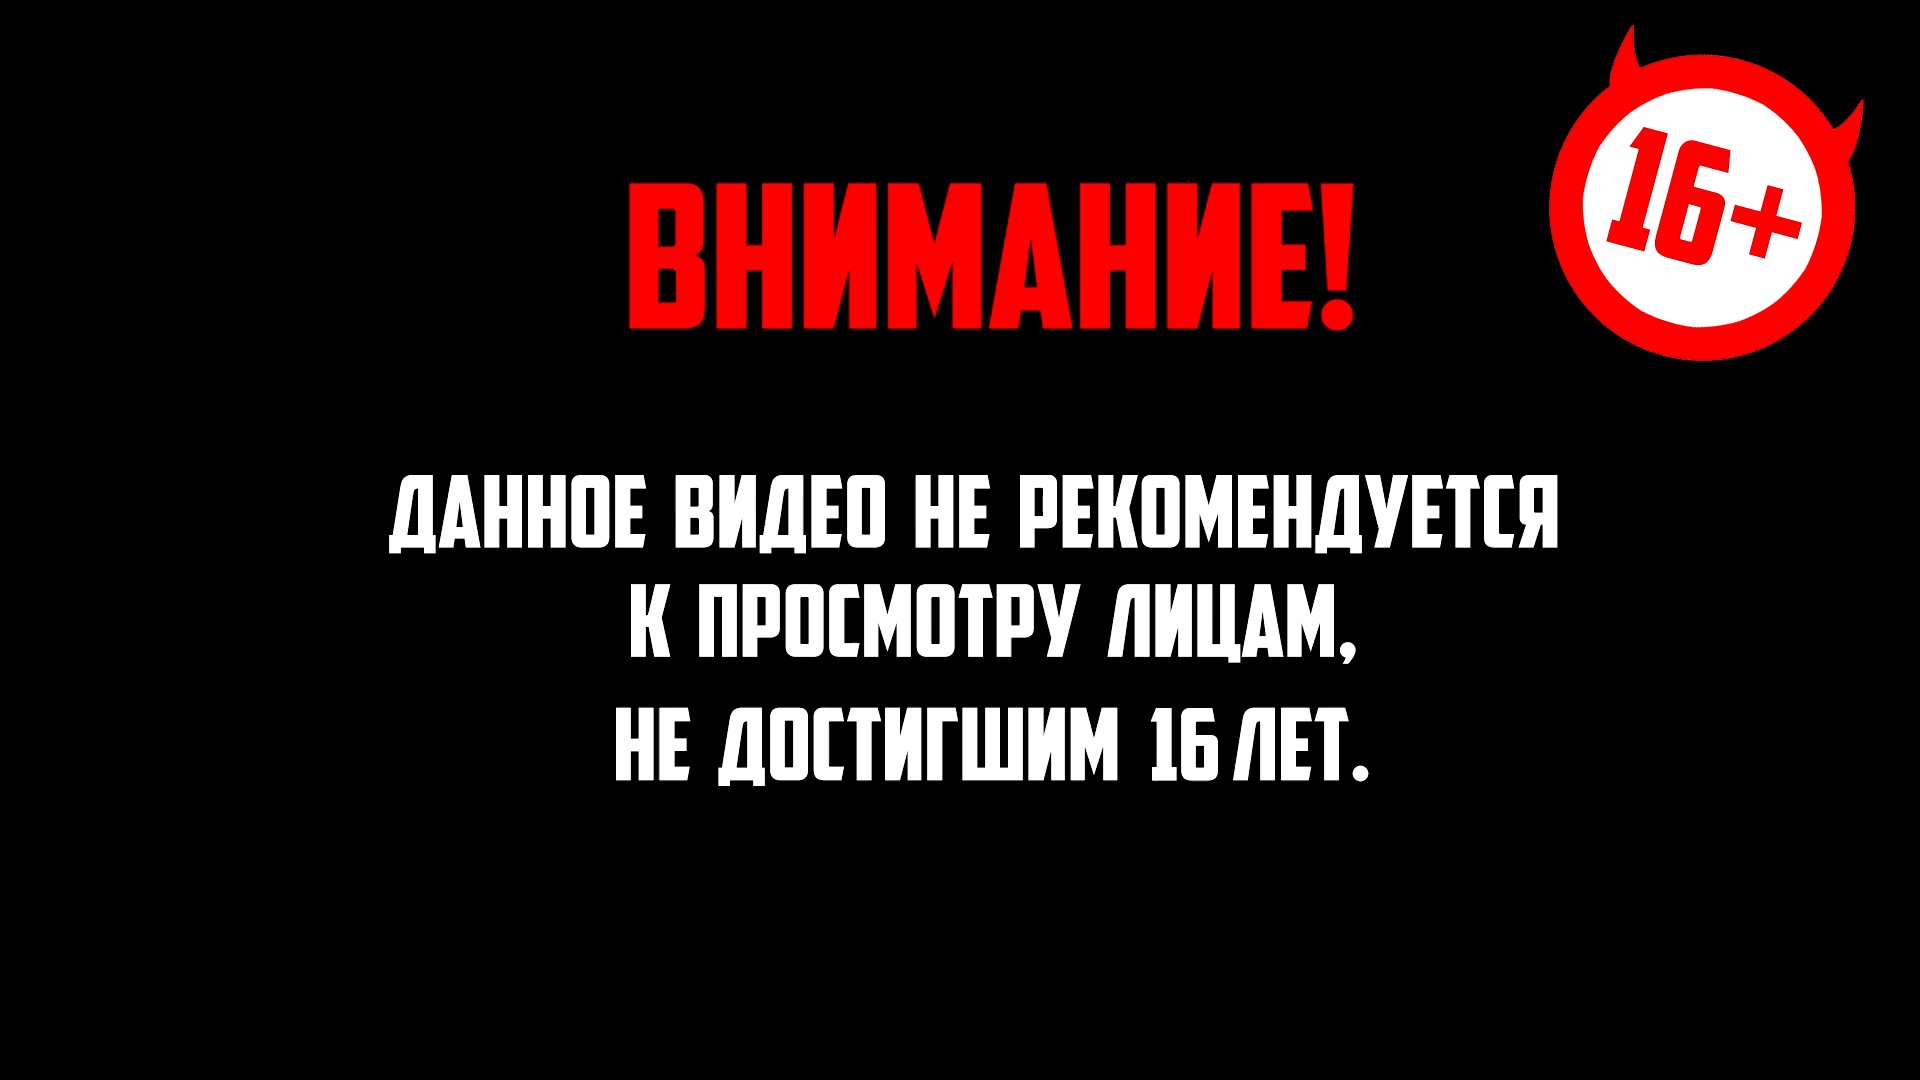 16+
ВНИМАНИЕ!
ДАННОЕ ВИДЕО НЕ РЕКОМЕНДУЕТСЯ
К ПРОСМОТРУ ЛИЦАМ,
НЕ ДОСТИГШИМ 16 ЛЕТ.